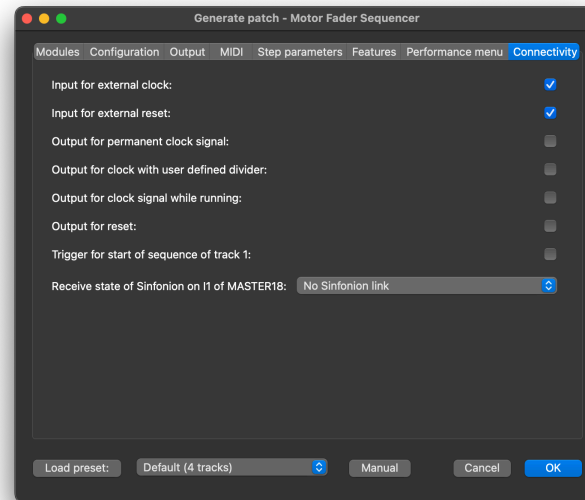 Generate patch - Motor Fader Sequencer
Modules Configuration Output MIDI Step parameters Features Performance menu Connectivity
Input for external clock:
Input for external reset:
Output for permanent clock signal:
Output for clock with user defined divider:
Output for clock signal while running:
Output for reset:
Trigger for start of sequence of track 1:
Receive state of Sinfonion on I1 of MASTER18: No Sinfonion link
Load preset: Default (4 tracks) Manual Cancel OK